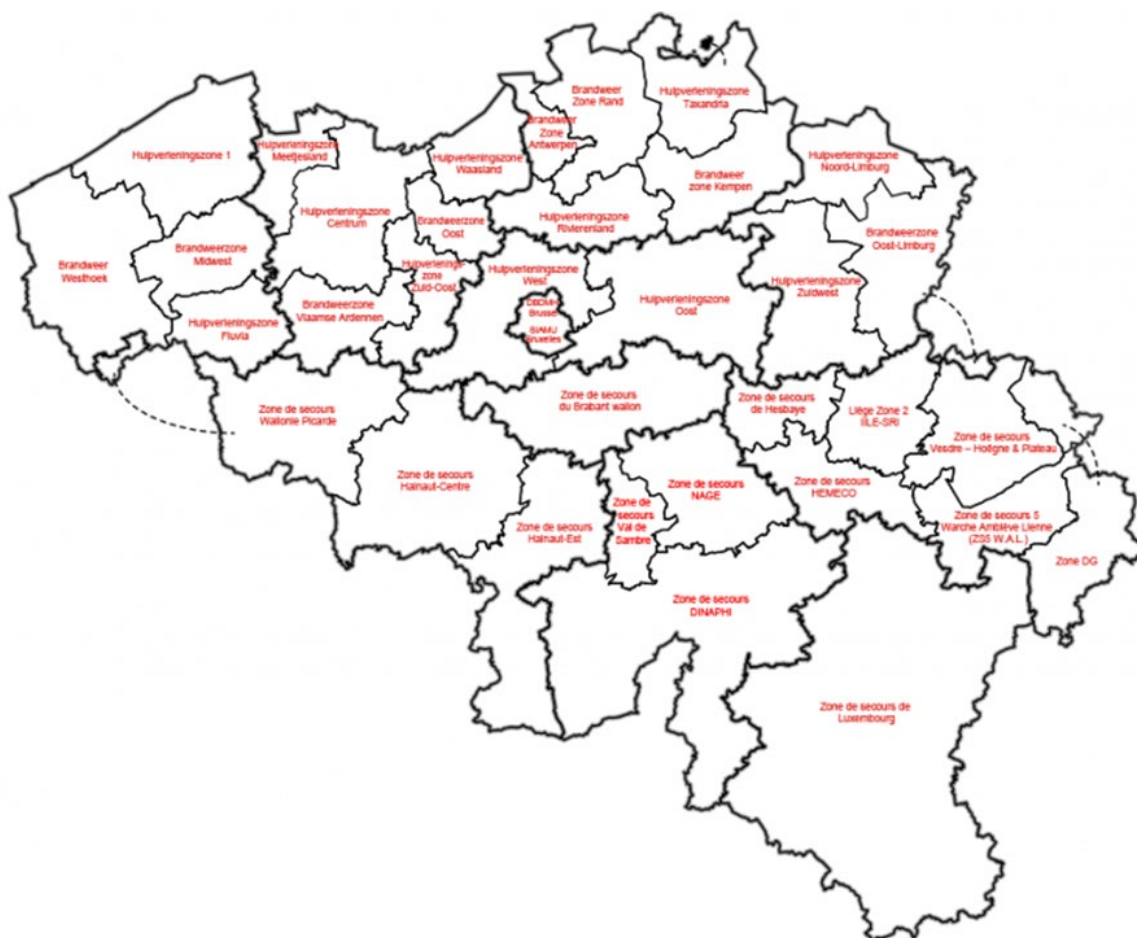 Brandweer
Zone Rand
Hulpverleningszone
Taxandria
Brandweer
Zone
Antwerpen
Hulpverleningszone 1
Hulpverleningszone
Meetjesland
Hulpverleningszone
Waasland
Hulpverleningszone
Noord-Limburg
Brandweer
zone Kempen
Hulpverleningszone
Centrum
Brandweerzone
Oost
Hulpverleningszone
Rivierenland
Brandweerzone
Oost-Limburg
Brandweerzone
Midwest
Brandweer
Westhoek
Hulpverlenings-
zone
Zuid-Oost
Hulpverleningszone
West
Hulpverleningszone
Zuidwest
Hulpverleningszone
Oost
Brandweerzone
Vlaamse Ardennen
DBDMH
Brussel
SIAMU
Bruxelles
Hulpverleningszone
Fluvia
Zone de secours
Wallonie Picarde
Zone de secours
du Brabant wallon
Zone de secours
de Hesbaye
Liège Zone 2
IILE-SRI
Zone de secours
Vesdre – Hoëgne & Plateau
Zone de secours
Hainaut-Centre
Zone de secours
NAGE
Zone de secours
HEMECO
Zone de
secours
Val de
Sambre
Zone de secours
Hainaut-Est
Zone de secours 5
Warche Amblève Lienne
(ZS5 W.A.L.)
Zone DG
Zone de secours
DINAPHI
Zone de secours de
Luxembourg